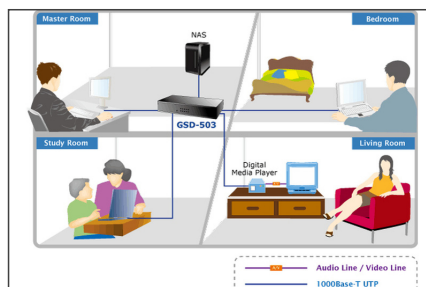 Master Room
NAS
Bedroom
GSD-503
Study Room
Digital
Media Player
Living Room
AV
Audio Line / Video Line
1000Base-T UTP